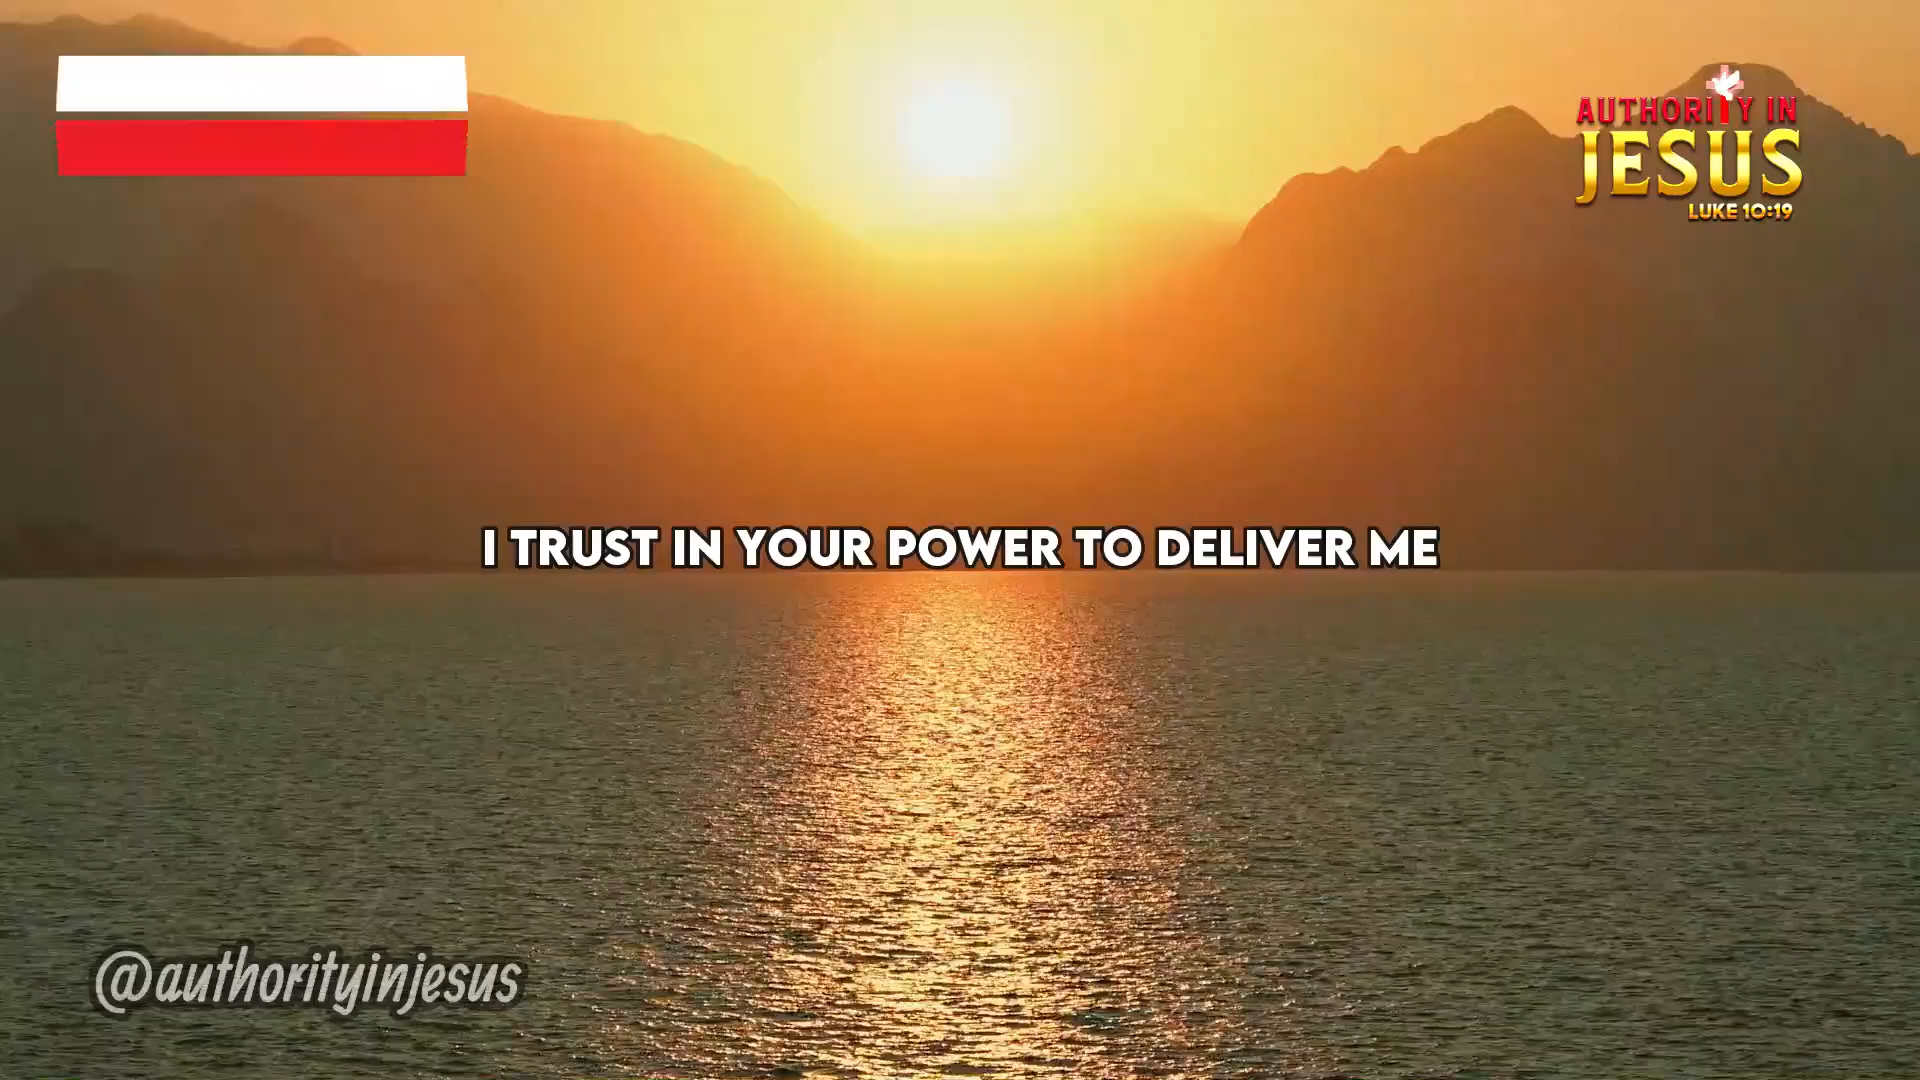 AUTHORITY IN
JESUS
LUKE 10:19
I TRUST IN YOUR POWER TO DELIVER ME
@authorityinjesus